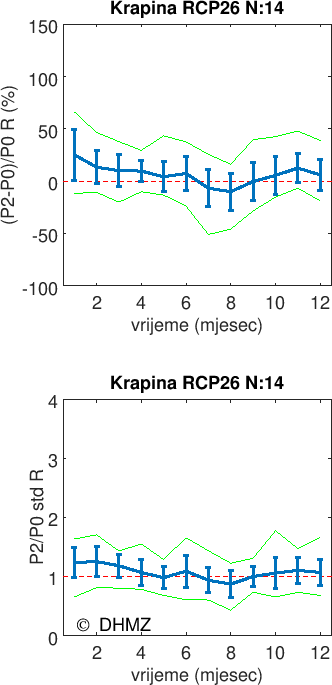 Krapina RCP26 N:14
(P2-P0)/P0 R (%)
150
100
50
0
-50
-100
2 4 6 8 10 12
vrijeme (mjesec)
Krapina RCP26 N:14
P2/P0 std R
4
3
2
1
0
© DHMZ
2 4 6 8 10 12
vrijeme (mjesec)